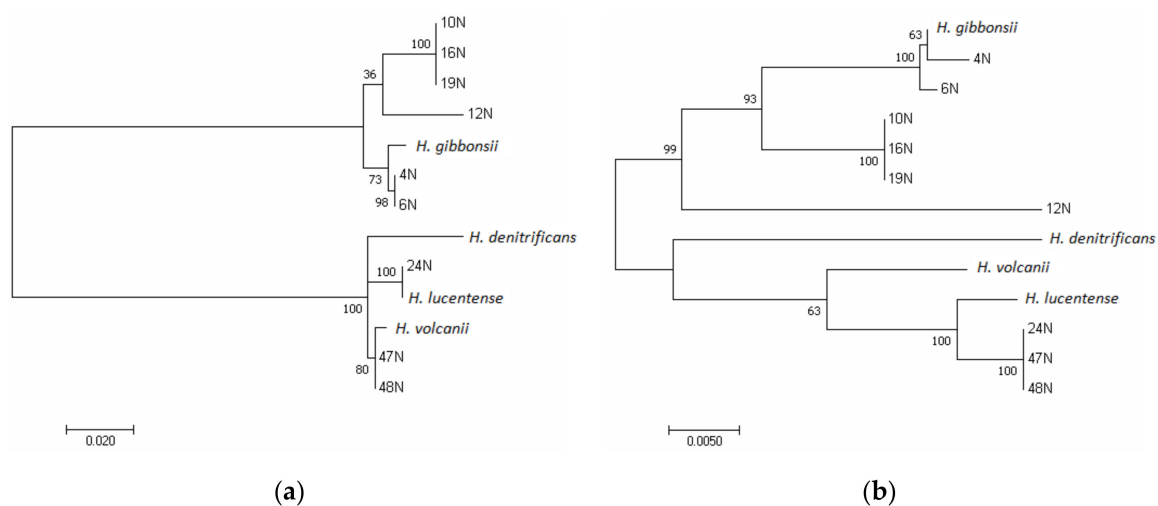 10N
100
16N
36
19N
12N
H. gibbonsii
4N
73
98
6N
H. denitrificans
24N
100
H. lucentense
100
H. volcanii
47N
80
48N
0.020
(a)
H. gibbonsii
63
4N
100
6N
93
10N
16N
99
100
19N
12N
H. denitrificans
H. volcanii
H. lucentense
63
24N
100
47N
100
48N
0.0050
(b)